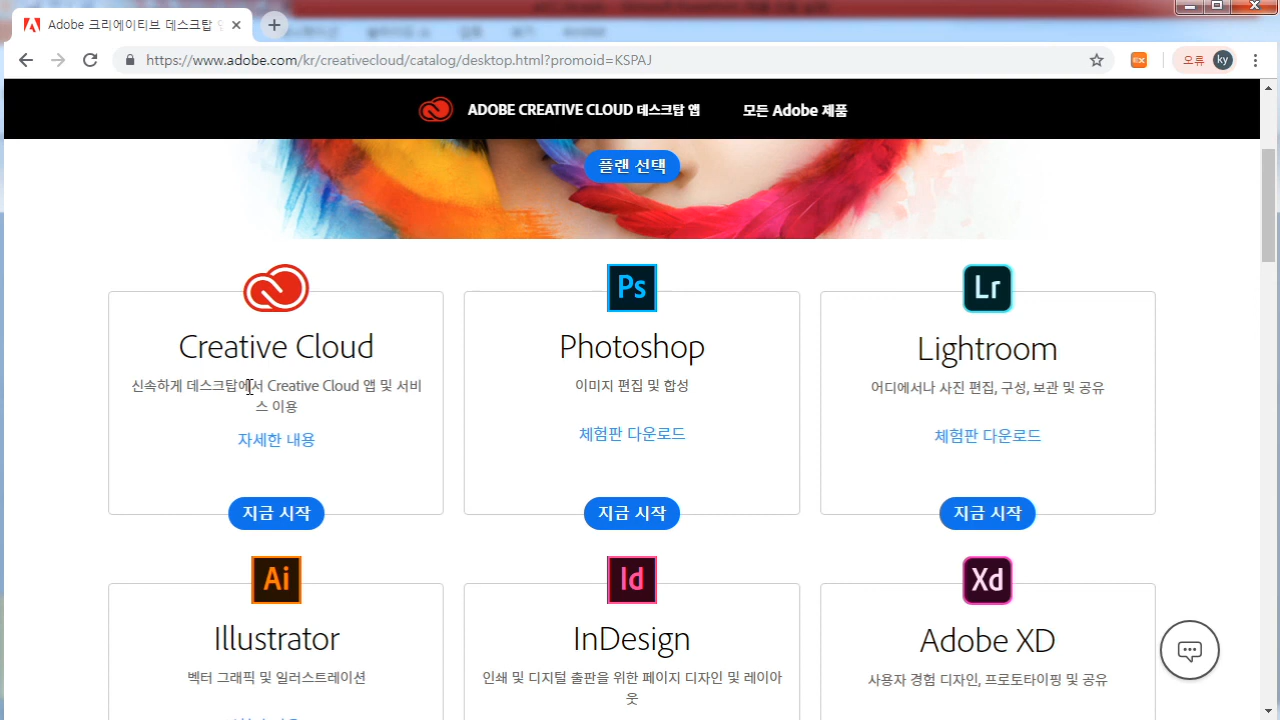 Adobe 크리에이티브 데스크탑
https://www.adobe.com/kr/creativecloud/catalog/desktop.html?promoid=KSPAJ
오류 ky
ADOBE CREATIVE CLOUD 데스크탑 앱 모든 Adobe 제품
플랜 선택
Ps
Lr
Creative Cloud
Photoshop
Lightroom
신속하게 데스크탑에서 Creative Cloud 앱 및 서비
스 이용
이미지 편집 및 합성
어디에서나 사진 편집, 구성, 보관 및 공유
자세한 내용
체험판 다운로드
체험판 다운로드
지금 시작
지금 시작
지금 시작
Ai
Id
Xd
Illustrator
InDesign
Adobe XD
벡터 그래픽 및 일러스트레이션
인쇄 및 디지털 출판을 위한 페이지 디자인 및 레이아
웃
사용자 경험 디자인, 프로토타이핑 및 공유